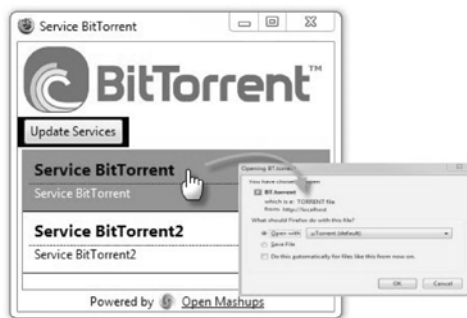 Service BitTorrent
BitTorrent™
Update Services
Service BitTorrent
Service BitTorrent
Service BitTorrent2
Service BitTorrent2
Powered by Open Mashups
Opening BT.torrent
You have chosen to open
BT.torrent
which is a: TORRENT file
from: http://localhost
What should Firefox do with this file?
Open with
µTorrent (default)
Save File
Do this automatically for files like this from now on.
OK
Cancel